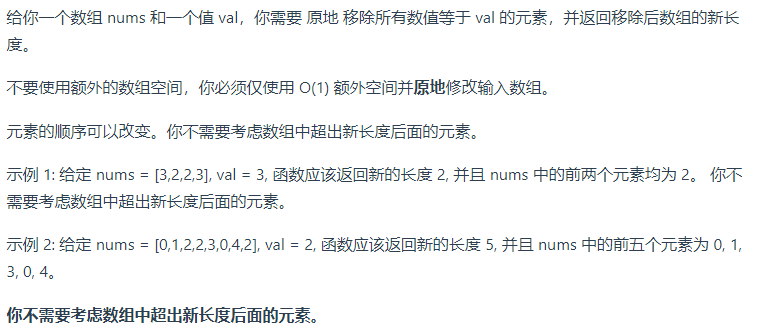 给你一个数组 nums 和一个值 val，你需要 原地 移除所有数值等于 val 的元素，并返回移除后数组的新长
度。
不要使用额外的数组空间，你必须仅使用 O(1) 额外空间并原地修改输入数组。
元素的顺序可以改变。你不需要考虑数组中超出新长度后面的元素。
示例 1: 给定 nums = [3,2,2,3], val = 3, 函数应该返回新的长度 2, 并且 nums 中的前两个元素均为 2。 你不
需要考虑数组中超出新长度后面的元素。
示例 2: 给定 nums = [0,1,2,2,3,0,4,2], val = 2, 函数应该返回新的长度 5, 并且 nums 中的前五个元素为 0, 1,
3, 0, 4。
你不需要考虑数组中超出新长度后面的元素。